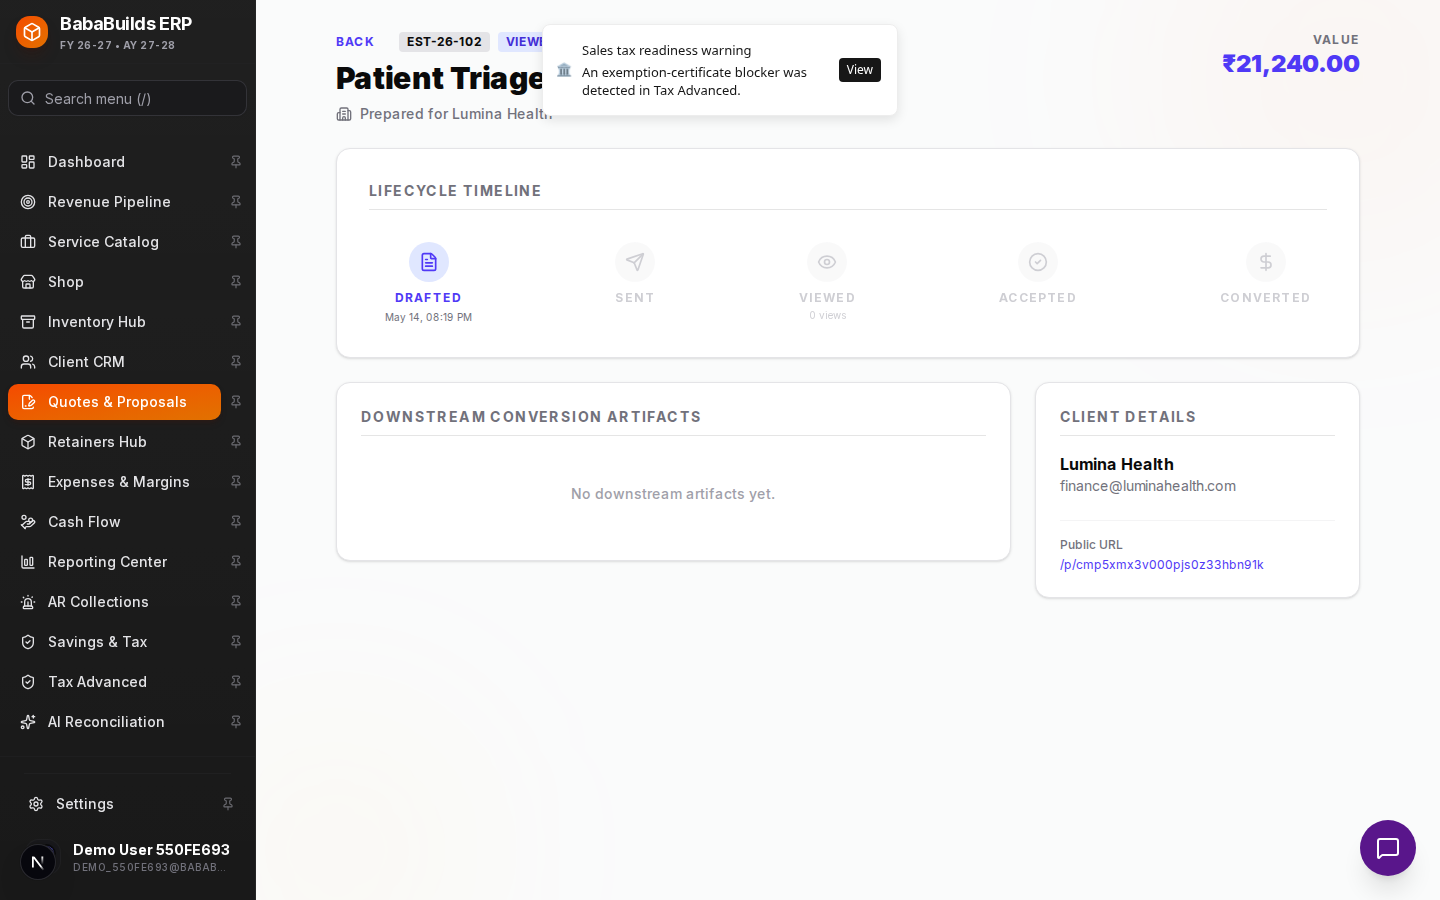 BabaBuilds ERP
FY 26-27 • AY 27-28
Search menu (/)
Dashboard
Revenue Pipeline
Service Catalog
Shop
Inventory Hub
Client CRM
Quotes & Proposals
Retainers Hub
Expenses & Margins
Cash Flow
Reporting Center
AR Collections
Savings & Tax
Tax Advanced
AI Reconciliation
Settings
Demo User 550FE693
DEMO_550FE693@BABAB...
BACK
EST-26-102
Patient Triage
Prepared for Lumina Health
Sales tax readiness warning
An exemption-certificate blocker was
detected in Tax Advanced.
View
VALUE
₹21,240.00
LIFECYCLE TIMELINE
DRAFTED
May 14, 08:19 PM
SENT
VIEWED
0 views
ACCEPTED
CONVERTED
DOWNSTREAM CONVERSION ARTIFACTS
No downstream artifacts yet.
CLIENT DETAILS
Lumina Health
finance@luminahealth.com
Public URL
/p/cmp5xmx3v000pjs0z33hbn91k